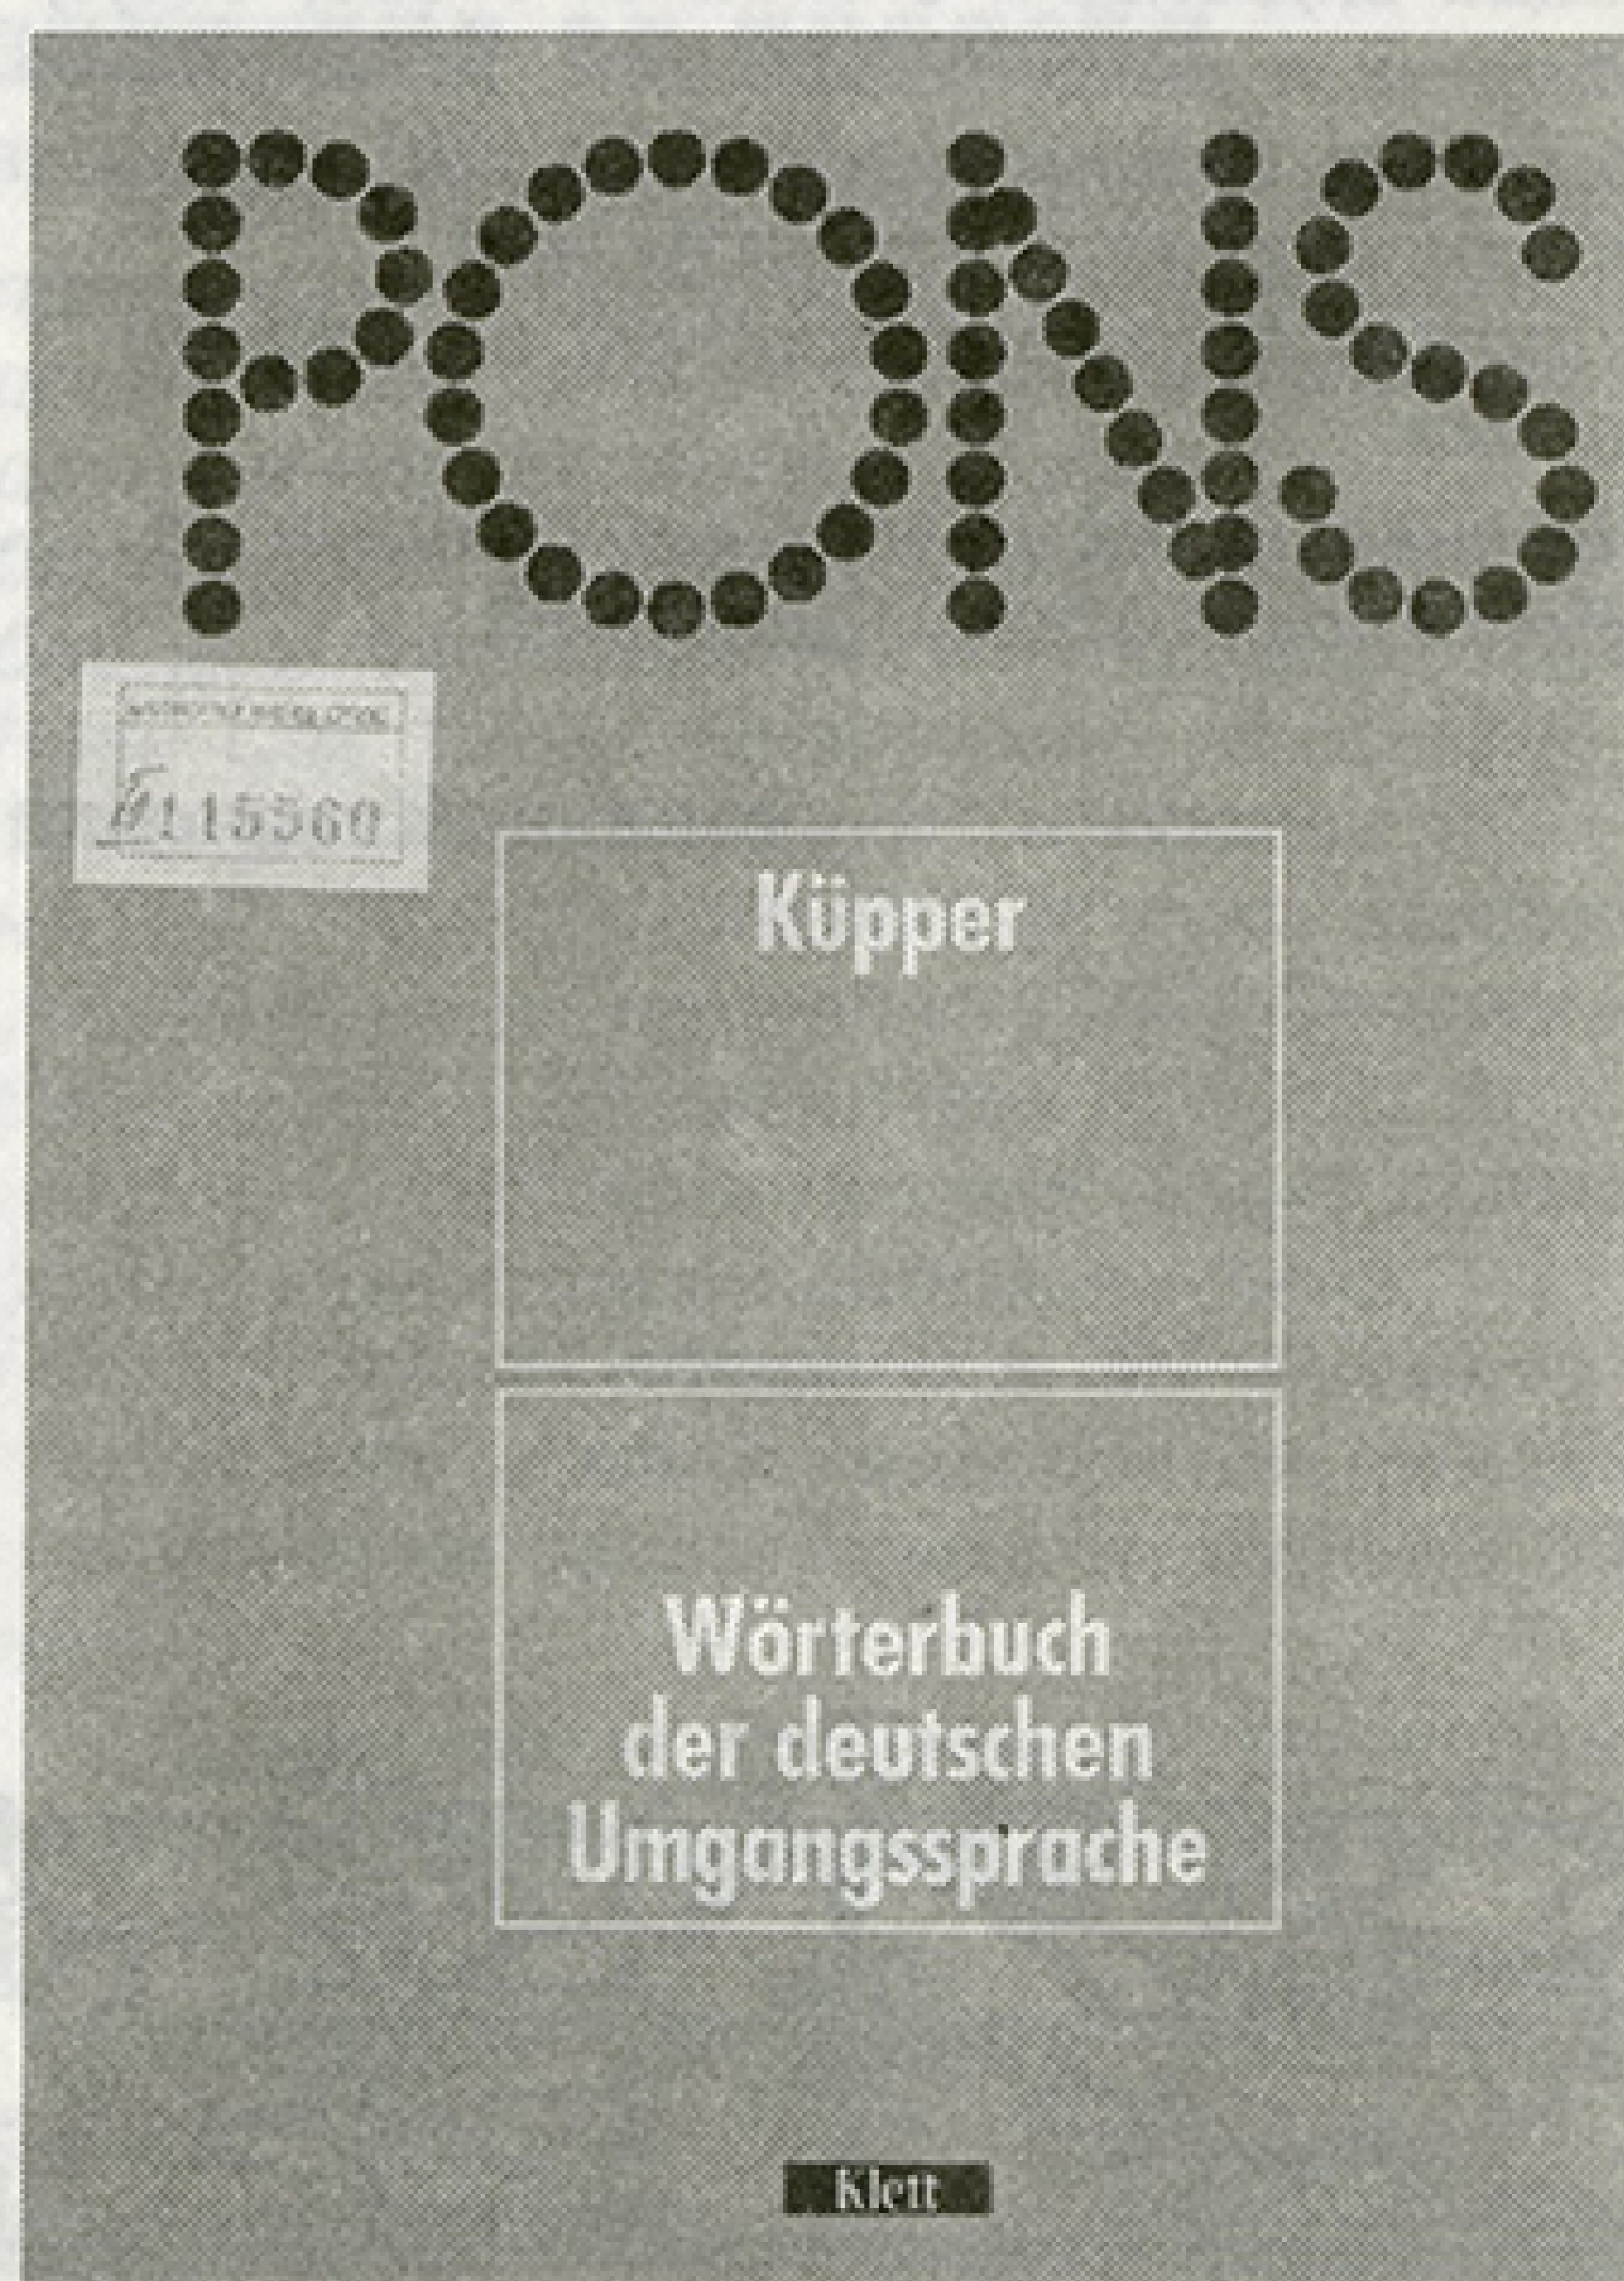 PONS
115560
Küpper
Wörterbuch
der deutschen
Umgangssprache
Klett